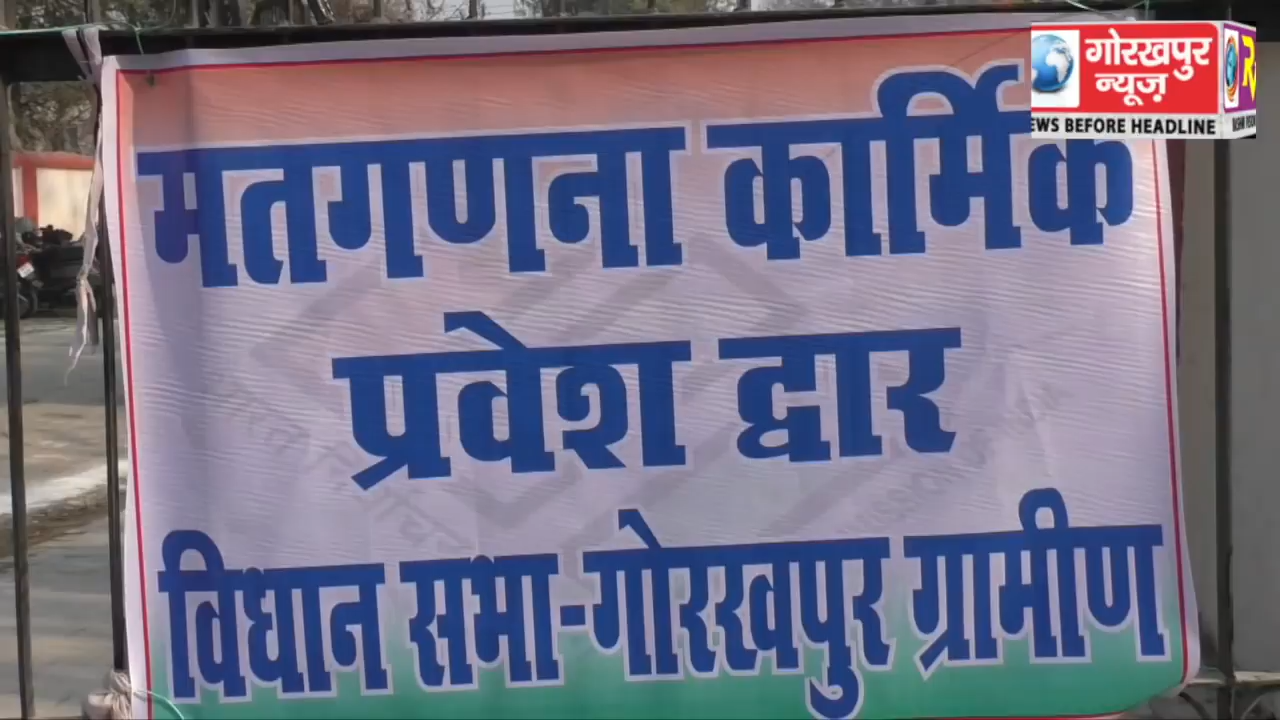 गोरखपुर
न्यूज़
EWS BEFORE HEADLINE
मतगणना कार्मिक
प्रवेश द्वार
विधान सभा-गोरखपुर ग्रामीण